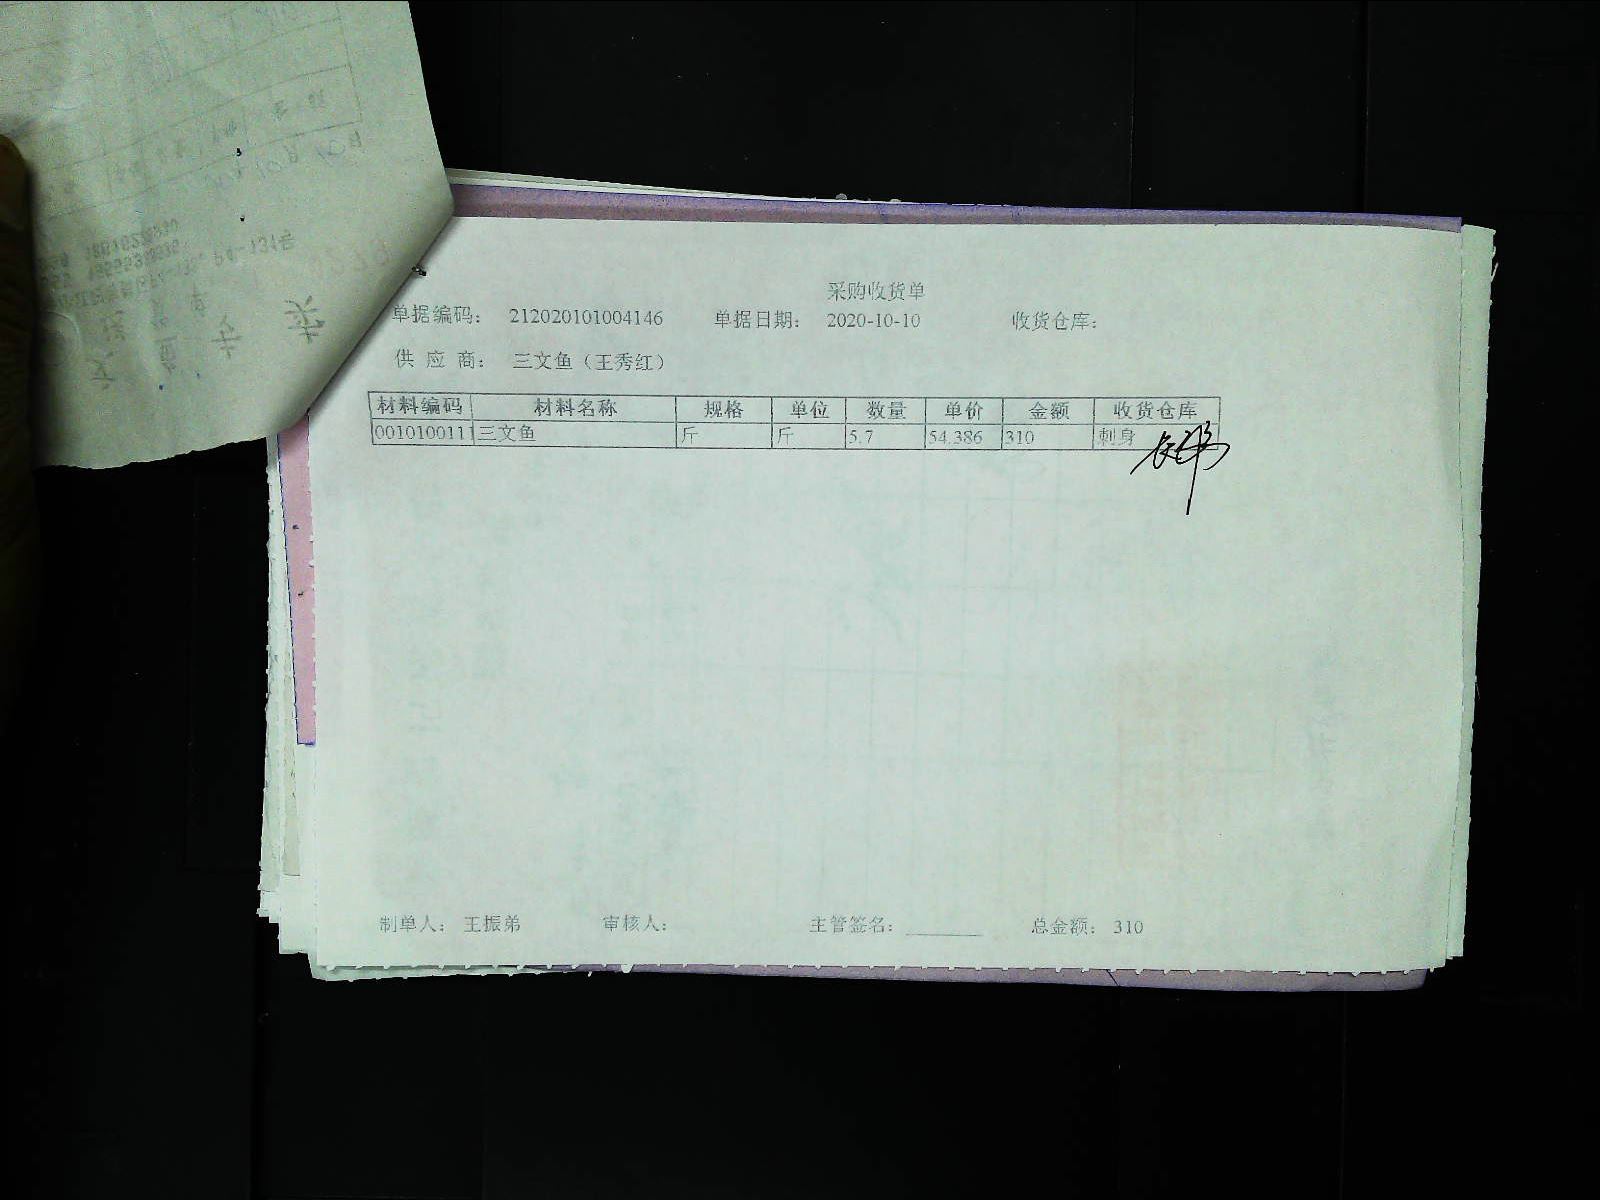 采购收货单
单据编码： 212020101004146 单据日期： 2020-10-10 收货仓库：
供 应 商： 三文鱼（王秀红）
材料编码 材料名称 规格 单位 数量 单价 金额 收货仓库
0010100111 三文鱼 斤 斤 5.7 54.386 310 刺身
制单人： 王振弟 审核人： 主管签名： ________ 总金额： 310